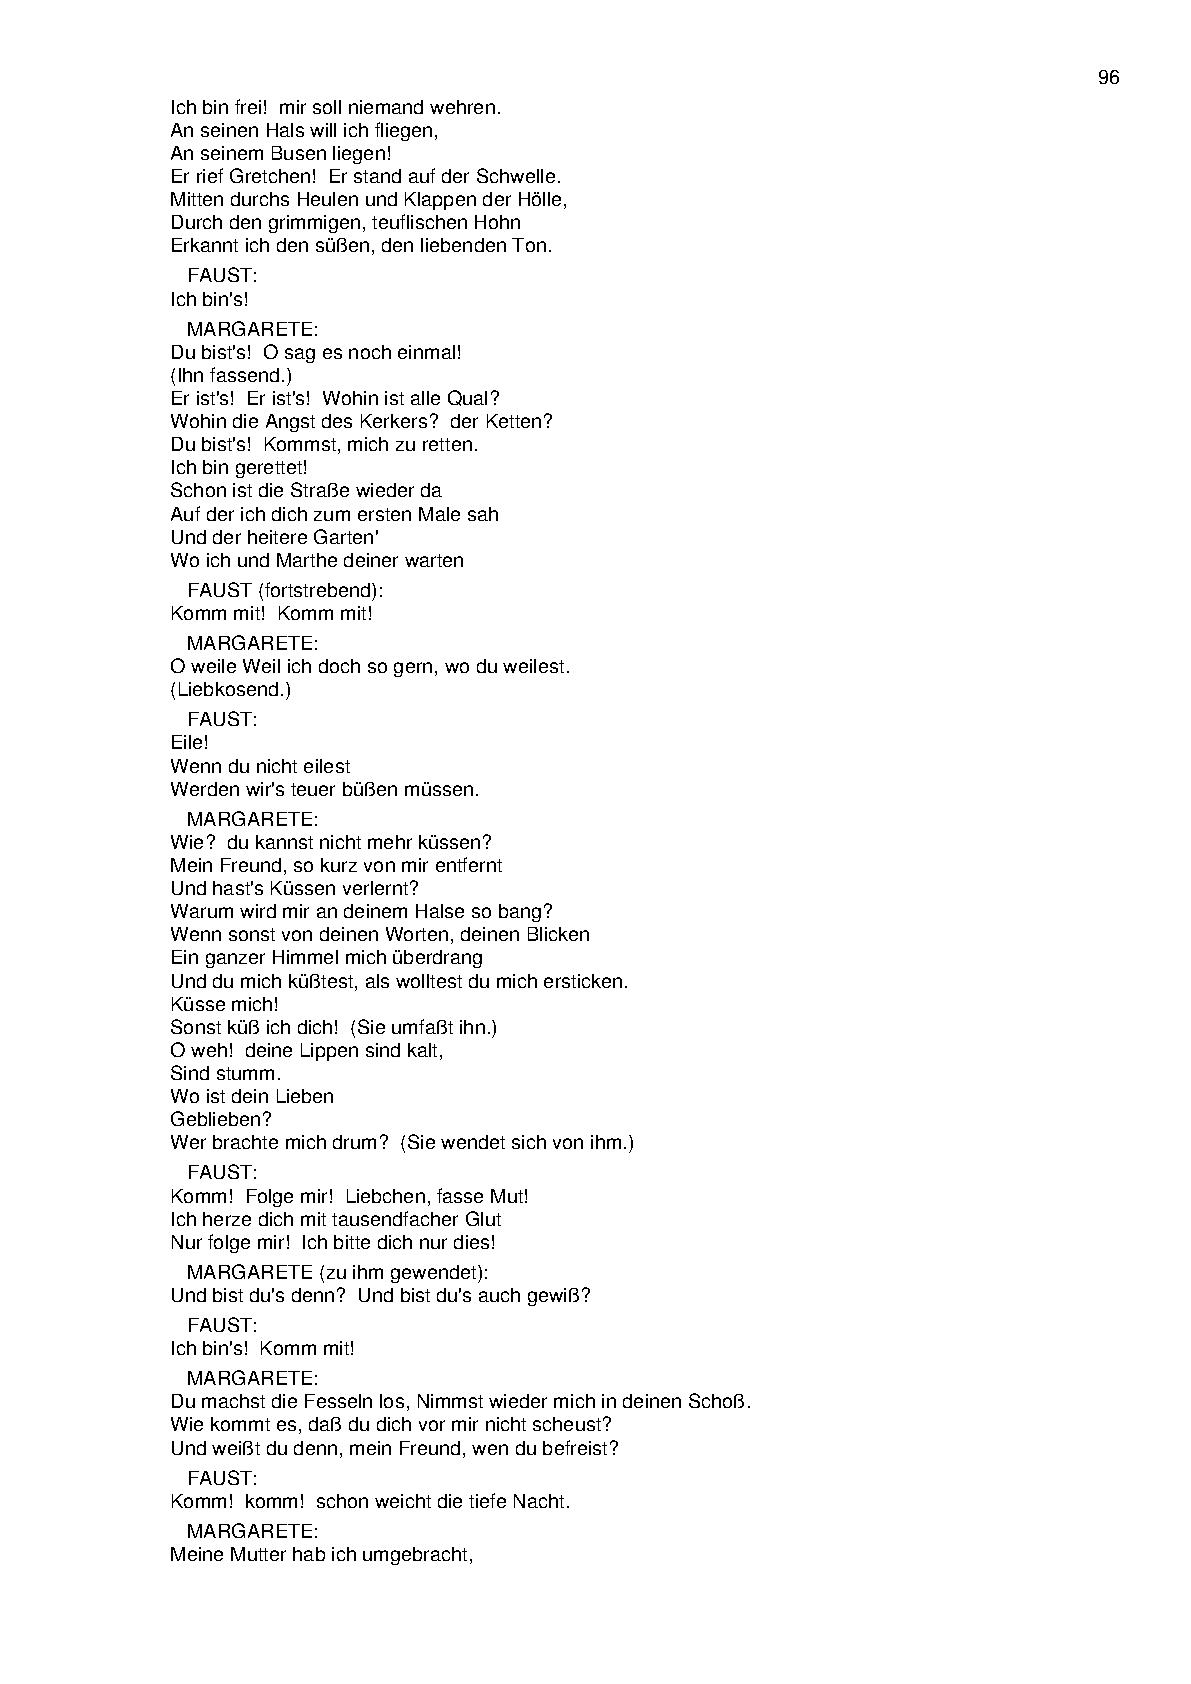 96
Ich bin frei!  mir soll niemand wehren.
An seinen Hals will ich fliegen,
An seinem Busen liegen!
Er rief Gretchen!  Er stand auf der Schwelle.
Mitten durchs Heulen und Klappen der Hölle,
Durch den grimmigen, teuflischen Hohn
Erkannt ich den süßen, den liebenden Ton.
FAUST:
Ich bin's!
MARGARETE:
Du bist's!  O sag es noch einmal!
(Ihn fassend.)
Er ist's!  Er ist's!  Wohin ist alle Qual?
Wohin die Angst des Kerkers?  der Ketten?
Du bist's!  Kommst, mich zu retten.
Ich bin gerettet!
Schon ist die Straße wieder da
Auf der ich dich zum ersten Male sah
Und der heitere Garten'
Wo ich und Marthe deiner warten
FAUST (fortstrebend):
Komm mit!  Komm mit!
MARGARETE:
O weile Weil ich doch so gern, wo du weilest.
(Liebkosend.)
FAUST:
Eile!
Wenn du nicht eilest
Werden wir's teuer büßen müssen.
MARGARETE:
Wie?  du kannst nicht mehr küssen?
Mein Freund, so kurz von mir entfernt
Und hast's Küssen verlernt?
Warum wird mir an deinem Halse so bang?
Wenn sonst von deinen Worten, deinen Blicken
Ein ganzer Himmel mich überdrang
Und du mich küßtest, als wolltest du mich ersticken.
Küsse mich!
Sonst küß ich dich!  (Sie umfaßt ihn.)
O weh!  deine Lippen sind kalt,
Sind stumm.
Wo ist dein Lieben
Geblieben?
Wer brachte mich drum?  (Sie wendet sich von ihm.)
FAUST:
Komm!  Folge mir!  Liebchen, fasse Mut!
Ich herze dich mit tausendfacher Glut
Nur folge mir!  Ich bitte dich nur dies!
MARGARETE (zu ihm gewendet):
Und bist du's denn?  Und bist du's auch gewiß?
FAUST:
Ich bin's!  Komm mit!
MARGARETE:
Du machst die Fesseln los, Nimmst wieder mich in deinen Schoß.
Wie kommt es, daß du dich vor mir nicht scheust?
Und weißt du denn, mein Freund, wen du befreist?
FAUST:
Komm!  komm!  schon weicht die tiefe Nacht.
MARGARETE:
Meine Mutter hab ich umgebracht,